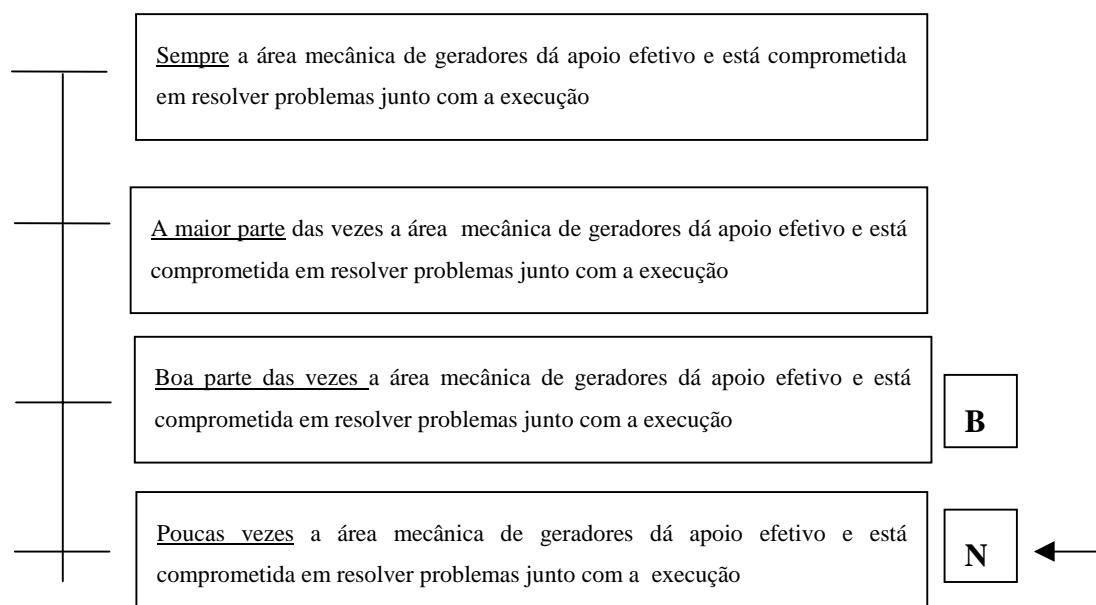 Sempre a área mecânica de geradores dá apoio efetivo e está comprometida
em resolver problemas junto com a execução
A maior parte das vezes a área mecânica de geradores dá apoio efetivo e está
comprometida em resolver problemas junto com a execução
Boa parte das vezes a área mecânica de geradores dá apoio efetivo e está
comprometida em resolver problemas junto com a execução
B
Poucas vezes a área mecânica de geradores dá apoio efetivo e está
comprometida em resolver problemas junto com a execução
N